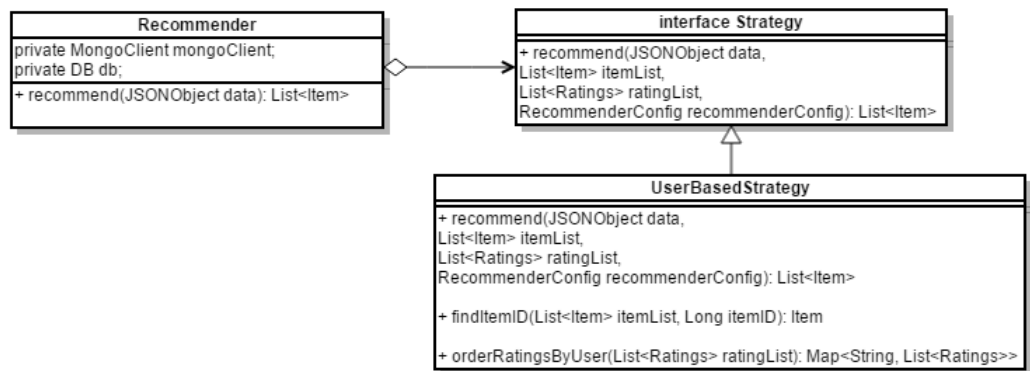 Recommender
private MongoClient mongoClient;
private DB db;
+ recommend(JSONObject data): List<Item>
interface Strategy
+ recommend(JSONObject data,
List<Item> itemList,
List<Ratings> ratingList,
RecommenderConfig recommenderConfig): List<Item>
UserBasedStrategy
+ recommend(JSONObject data,
List<Item> itemList,
List<Ratings> ratingList,
RecommenderConfig recommenderConfig): List<Item>
+ findItemID(List<Item> itemList, Long itemID): Item
+ orderRatingsByUser(List<Ratings> ratingList): Map<String, List<Ratings>>